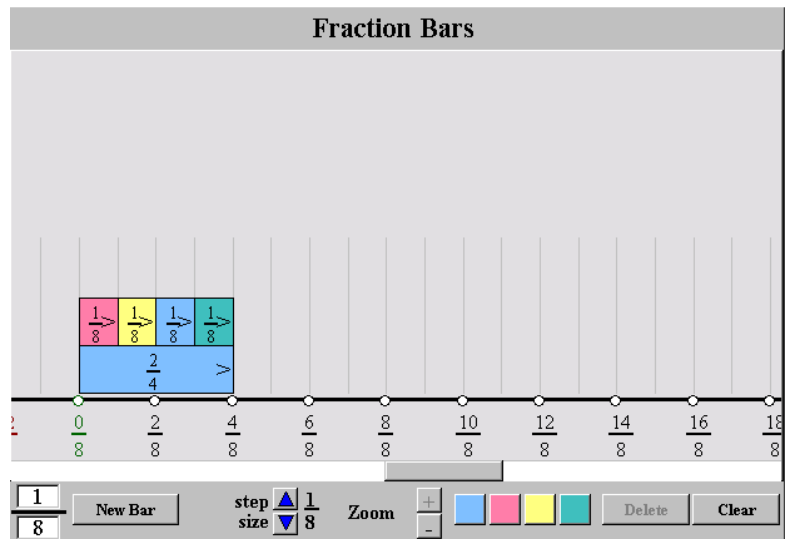 Fraction Bars
1 1 1 1
> > > >
8 8 8 8
2
>
4
0 2 4 6 8 10 12 14 16 18
8 8 8 8 8 8 8 8 8 8
1
8
New Bar
step
size
1
8
Zoom
+
-
Delete
Clear